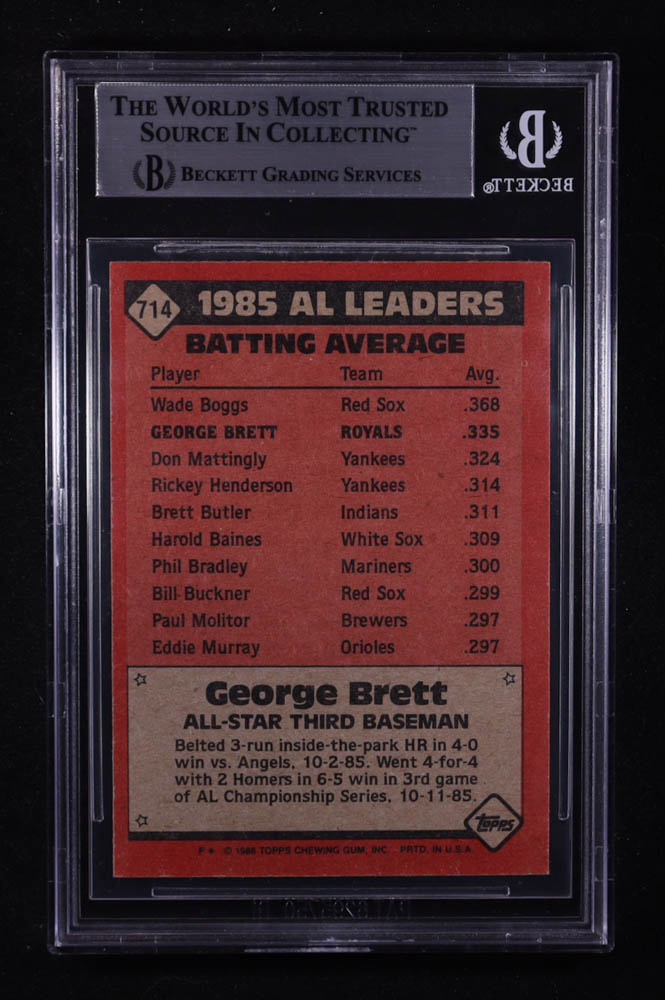 THE WORLD'S MOST TRUSTED
SOURCE IN COLLECTING™
B BECKETT GRADING SERVICES
B
BECKETT®
714 1985 AL LEADERS
BATTING AVERAGE
Player Team Avg.
Wade Boggs Red Sox .368
GEORGE BRETT ROYALS .335
Don Mattingly Yankees .324
Rickey Henderson Yankees .314
Brett Butler Indians .311
Harold Baines White Sox .309
Phil Bradley Mariners .300
Bill Buckner Red Sox .299
Paul Molitor Brewers .297
Eddie Murray Orioles .297
George Brett
ALL-STAR THIRD BASEMAN
Belted 3-run inside-the-park HR in 4-0
win vs. Angels, 10-2-85. Went 4-for-4
with 2 Homers in 6-5 win in 3rd game
of AL Championship Series, 10-11-85.
topps
F * © 1986 TOPPS CHEWING GUM, INC. PRTD. IN U.S.A.